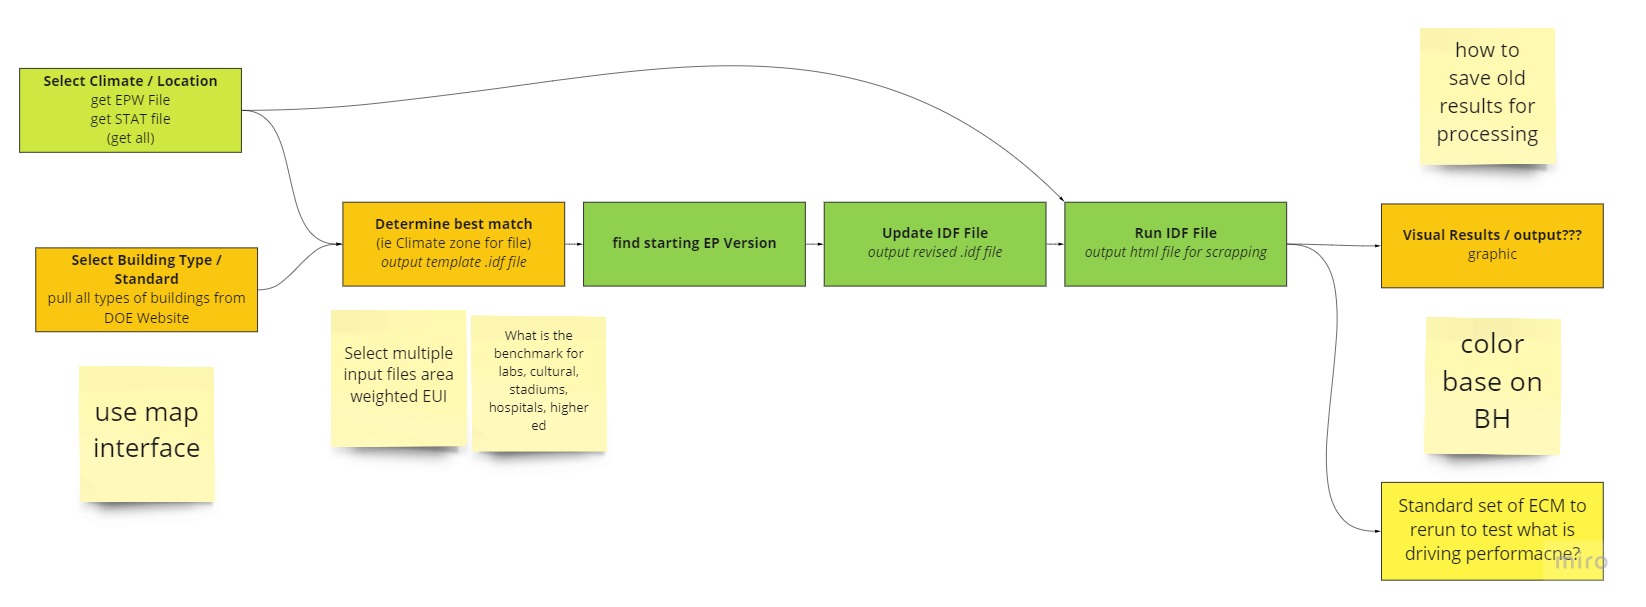 Select Climate / Location
get EPW File
get STAT file
(get all)
Select Building Type /
Standard
pull all types of buildings from
DOE Website
use map
interface
Determine best match
(ie Climate zone for file)
output template .idf file
Select multiple
input files area
weighted EUI
What is the
benchmark for
labs, cultural,
stadiums,
hospitals, higher
ed
find starting EP Version
Update IDF File
output revised .idf file
Run IDF File
output html file for scrapping
how to
save old
results for
processing
Visual Results / output???
graphic
color
base on
BH
Standard set of ECM to
rerun to test what is
driving performacne?
miro